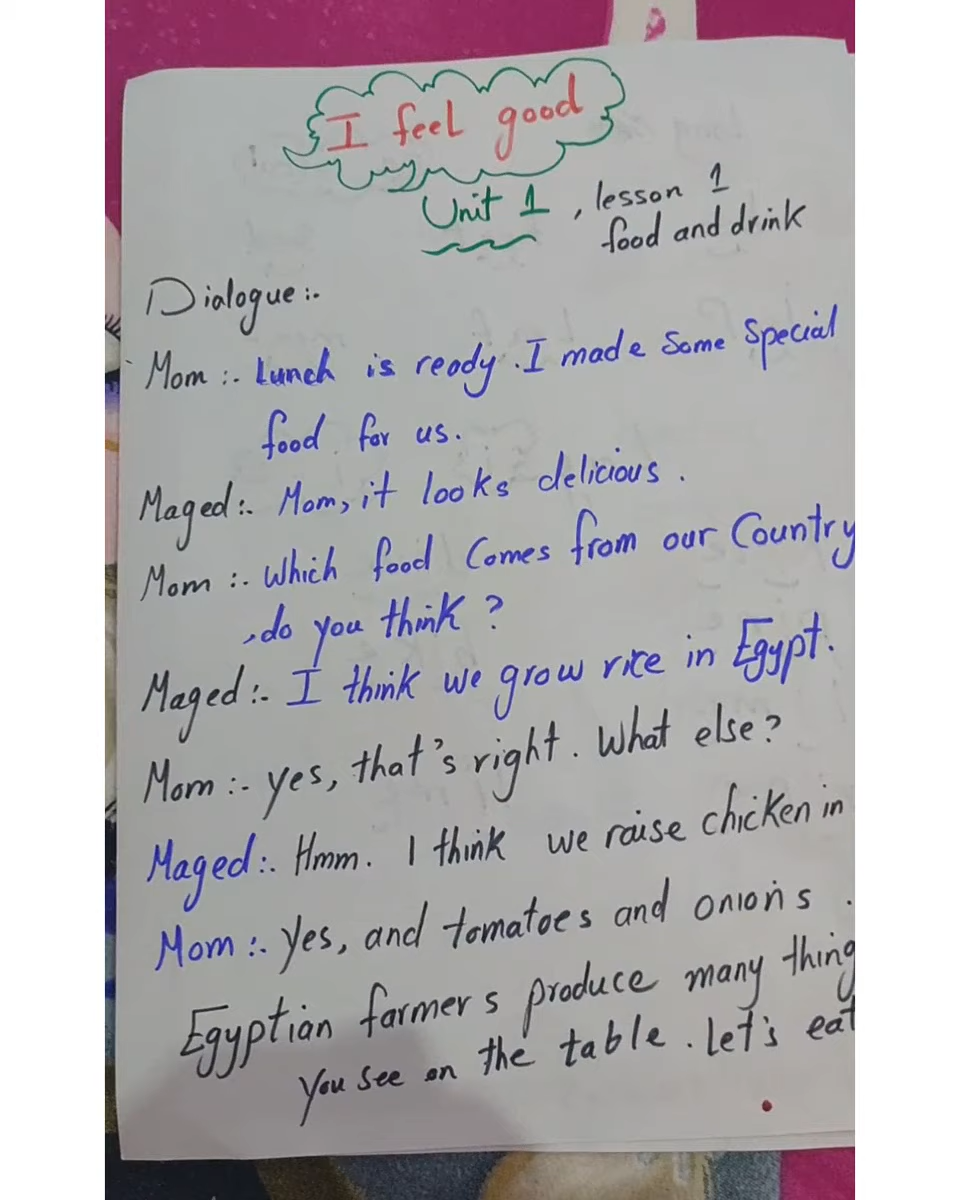 I feel good
Unit 1 , lesson 1
food and drink
Dialogue:.
Mom :. Lunch is ready. I made some special
food for us.
Maged:. Mom, it looks delicious.
Mom :. Which food comes from our Country
, do you think ?
Maged:. I think we grow rice in Egypt.
Mom :. yes, that's right. What else?
Maged:. Hmm. I think we raise chicken in
Mom :. yes, and tomatoes and onions .
Egyptian farmers produce many thing
you see on the table. Let's eat